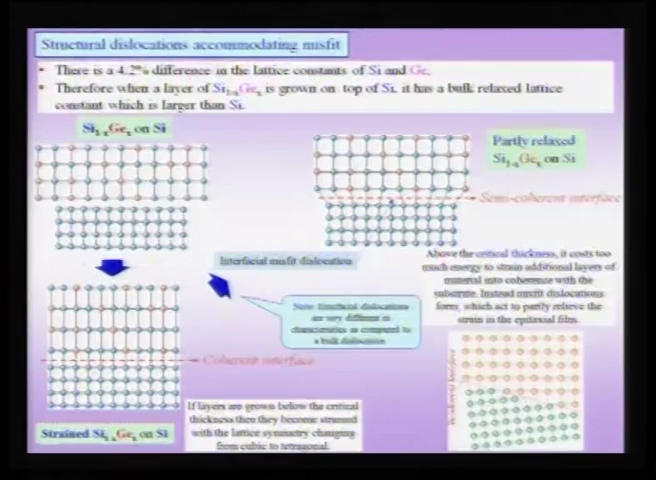 Structural dislocations accommodating misfit
• There is a 4.2% difference in the lattice constants of Si and Ge.
• Therefore when a layer of Si1-xGex is grown on top of Si, it has a bulk relaxed lattice
constant which is larger than Si.
Si1-xGex on Si
Partly relaxed
Si1-xGex on Si
Semi-coherent interface
Interfacial misfit dislocation
Above the critical thickness, it costs too
much energy to strain additional layers of
material into coherence with the
substrate. Instead misfit dislocations
form, which act to partly relieve the
strain in the epitaxial film.
Note: Interfacial dislocations
are very different in
characteristics as compared to
a bulk dislocation
Coherent interface
Strained Si1-xGex on Si
If layers are grown below the critical
thickness then they become strained
with the lattice symmetry changing
from cubic to tetragonal.
interface